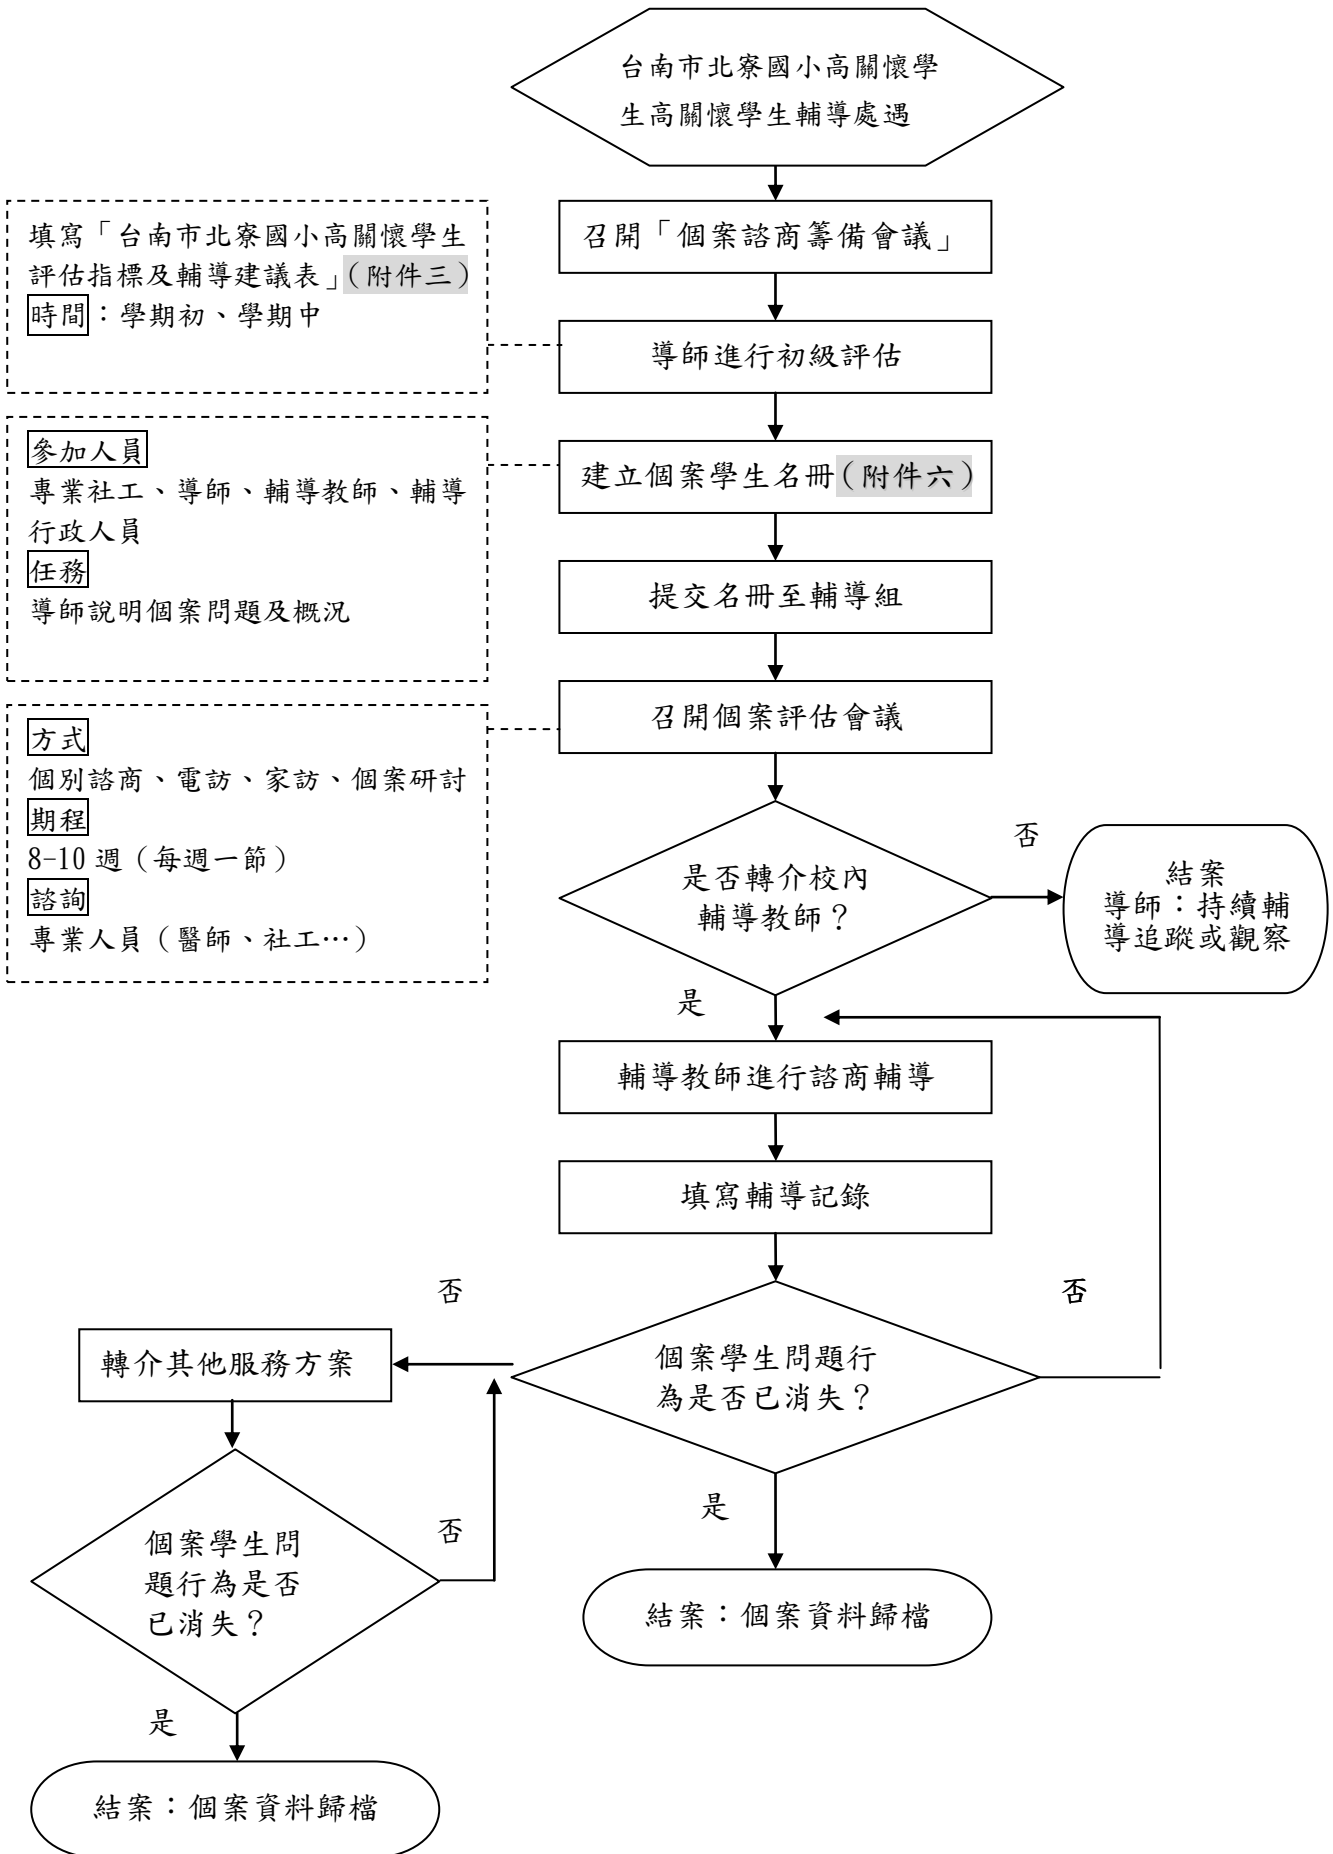 台南市北寮國小高關懷學
生高關懷學生輔導處遇
召開「個案諮商籌備會議」
填寫「台南市北寮國小高關懷學生
評估指標及輔導建議表」(附件三)
時間：學期初、學期中
導師進行初級評估
參加人員
專業社工、導師、輔導教師、輔導
行政人員
任務
導師說明個案問題及概況
建立個案學生名冊(附件六)
提交名冊至輔導組
召開個案評估會議
方式
個別諮商、電訪、家訪、個案研討
期程
8-10 週（每週一節）
諮詢
專業人員（醫師、社工…）
是否轉介校內
輔導教師？
否
結案
導師：持續輔
導追蹤或觀察
是
輔導教師進行諮商輔導
填寫輔導記錄
否
否
轉介其他服務方案
個案學生問題行
為是否已消失？
是
否
個案學生問
題行為是否
已消失？
結案：個案資料歸檔
是
結案：個案資料歸檔